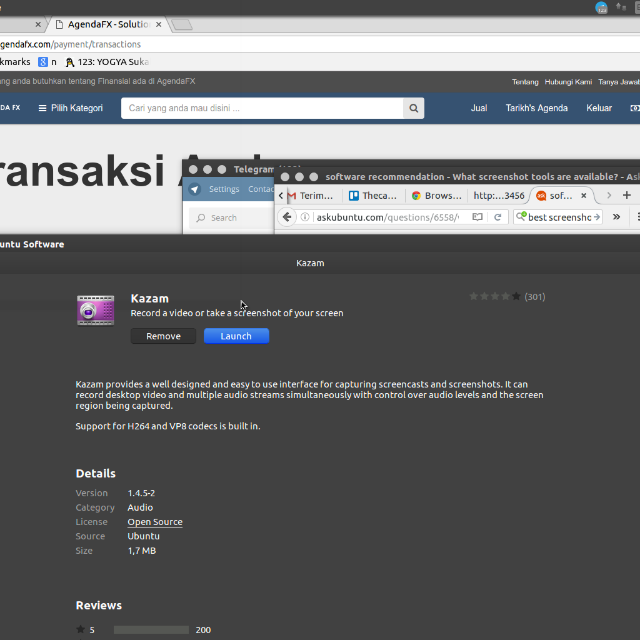 AgendaFX - Solutio
gendafx.com/payment/transactions
kmarks
n
123: YOGYA Suka
ang anda butuhkan tentang Finansial ada di AgendaFX
Tentang Hubungi Kami Tanya Jawab
DA FX
Pilih Kategori
Cari yang anda mau disini ...
Jual
Tarikh's Agenda
Keluar
ransaksi
Telegram
software recommendation - What screenshot tools are available? - As
Settings Contac
Terim...
Theca...
Brows...
http:...3456
sof...
Search
askubuntu.com/questions/6558/
best screensho
untu Software
Kazam
Kazam
(301)
Record a video or take a screenshot of your screen
Remove
Launch
Kazam provides a well designed and easy to use interface for capturing screencasts and screenshots. It can
record desktop video and multiple audio streams simultaneously with control over audio levels and the screen
region being captured.
Support for H264 and VP8 codecs is built in.
Details
Version 1.4.5-2
Category Audio
License Open Source
Source Ubuntu
Size 1,7 MB
Reviews
5 200